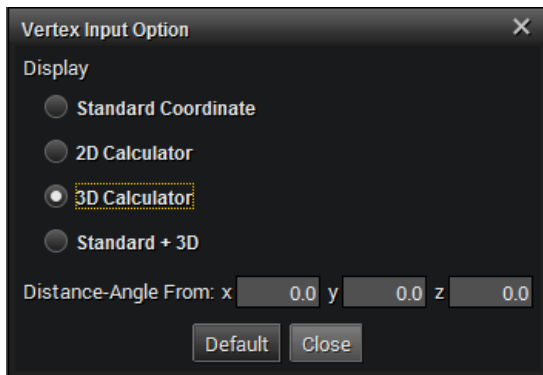 Vertex Input Option
Display
Standard Coordinate
2D Calculator
3D Calculator
Standard + 3D
Distance-Angle From: x 0.0 y 0.0 z 0.0
Default Close